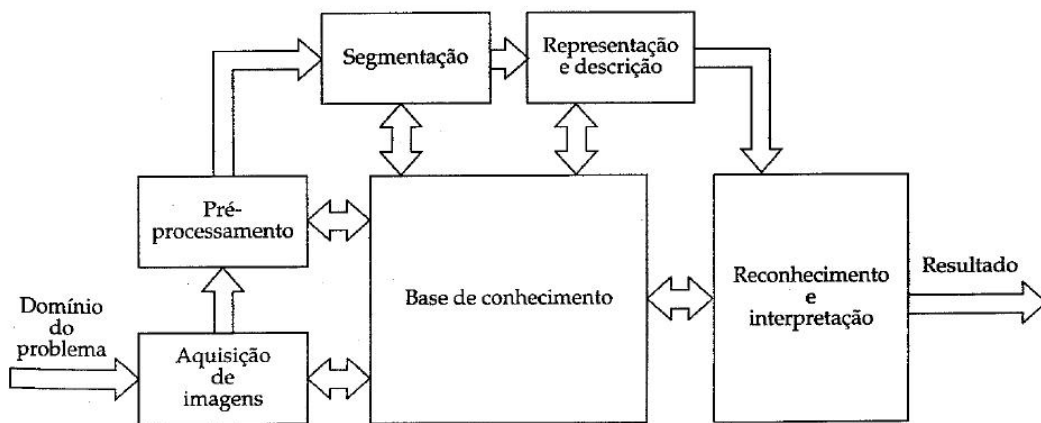 Segmentação
Representação
e descrição
Pré-
processamento
Base de conhecimento
Reconhecimento
e
interpretação
Resultado
Domínio
do
problema
Aquisição
de
imagens